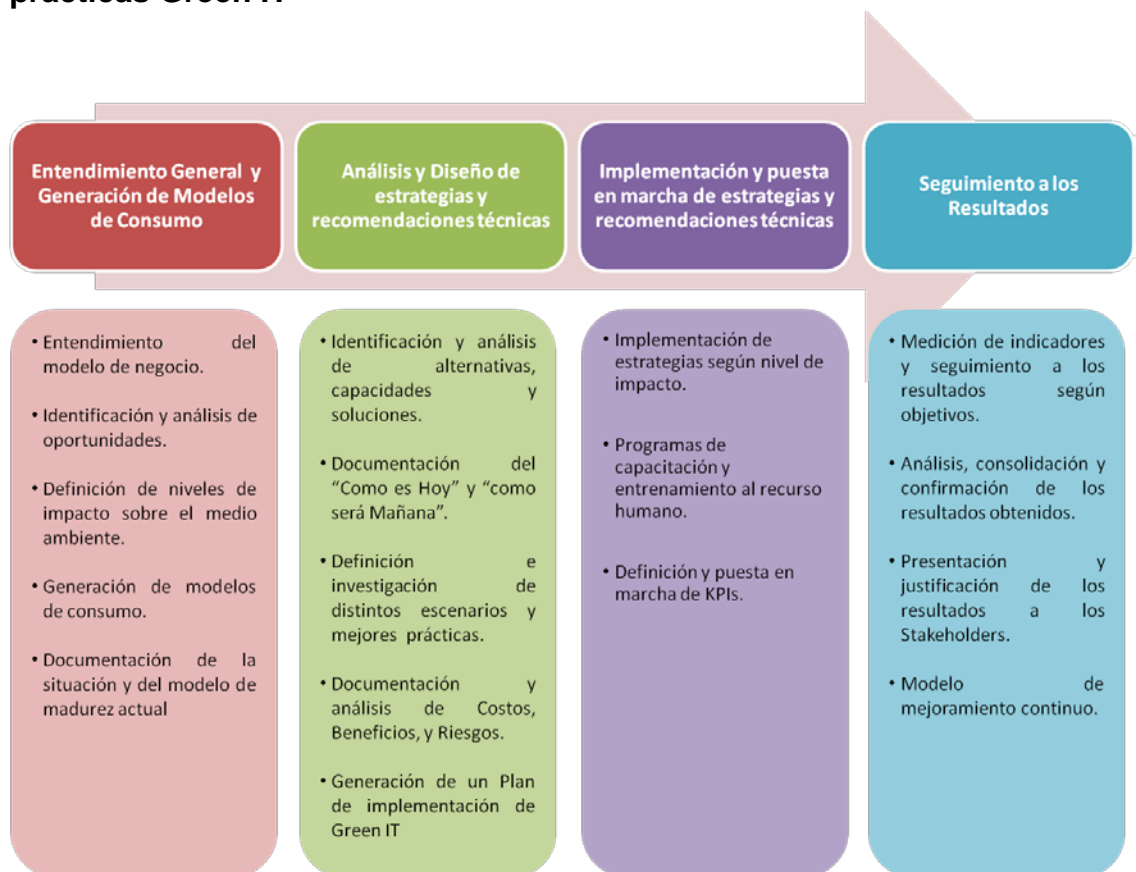 prácticas Green IT
Entendimiento General y
Generación de Modelos
de Consumo
Análisis y Diseño de
estrategias y
recomendaciones técnicas
Implementación y puesta
en marcha de estrategias y
recomendaciones técnicas
Seguimiento a los
Resultados
• Entendimiento del
modelo de negocio.
• Identificación y análisis de
oportunidades.
• Definición de niveles de
impacto sobre el medio
ambiente.
• Generación de modelos
de consumo.
• Documentación de la
situación y del modelo de
madurez actual
• Identificación y análisis
de alternativas,
capacidades y
soluciones.
• Documentación del
“Como es Hoy” y “como
será Mañana”.
• Definición e
investigación de
distintos escenarios y
mejores prácticas.
• Documentación y
análisis de Costos,
Beneficios, y Riesgos.
• Generación de un Plan
de implementación de
Green IT
• Implementación de
estrategias según nivel de
impacto.
• Programas de
capacitación y
entrenamiento al recurso
humano.
• Definición y puesta en
marcha de KPIs.
• Medición de indicadores
y seguimiento a los
resultados según
objetivos.
• Análisis, consolidación y
confirmación de los
resultados obtenidos.
• Presentación y
justificación de los
resultados a los
Stakeholders.
• Modelo de
mejoramiento continuo.